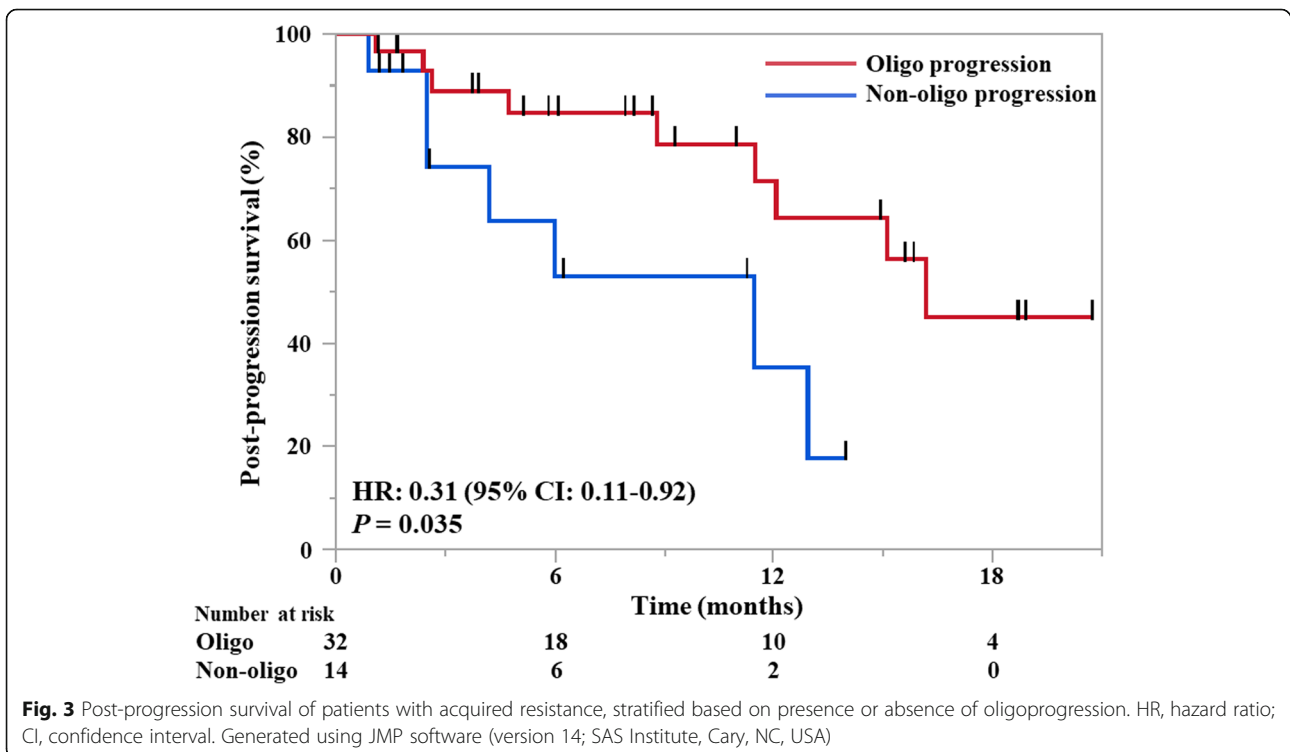 100
80
60
40
20
0
Post-progression survival (%)
Oligo progression
Non-oligo progression
HR: 0.31 (95% CI: 0.11-0.92)
P = 0.035
0 6 12 18
Time (months)
Number at risk
Oligo 32 18 10 4
Non-oligo 14 6 2 0
Fig. 3 Post-progression survival of patients with acquired resistance, stratified based on presence or absence of oligoprogression. HR, hazard ratio;
CI, confidence interval. Generated using JMP software (version 14; SAS Institute, Cary, NC, USA)